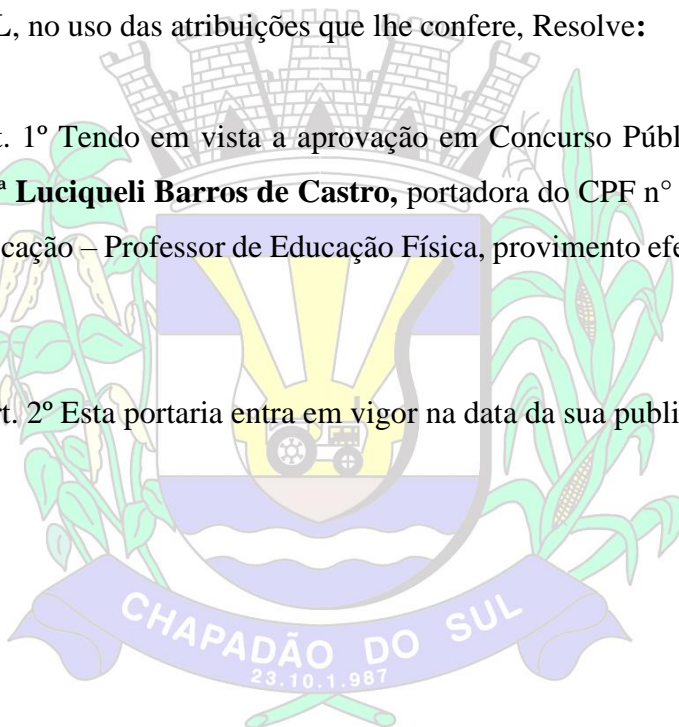 L, no uso das atribuições que lhe confere, Resolve:
t. 1º Tendo em vista a aprovação em Concurso Públ
ª Luciqueli Barros de Castro, portadora do CPF n°
cação – Professor de Educação Física, provimento efe
rt. 2º Esta portaria entra em vigor na data da sua publi
CHAPADÃO DO SUL
23.10.1.987